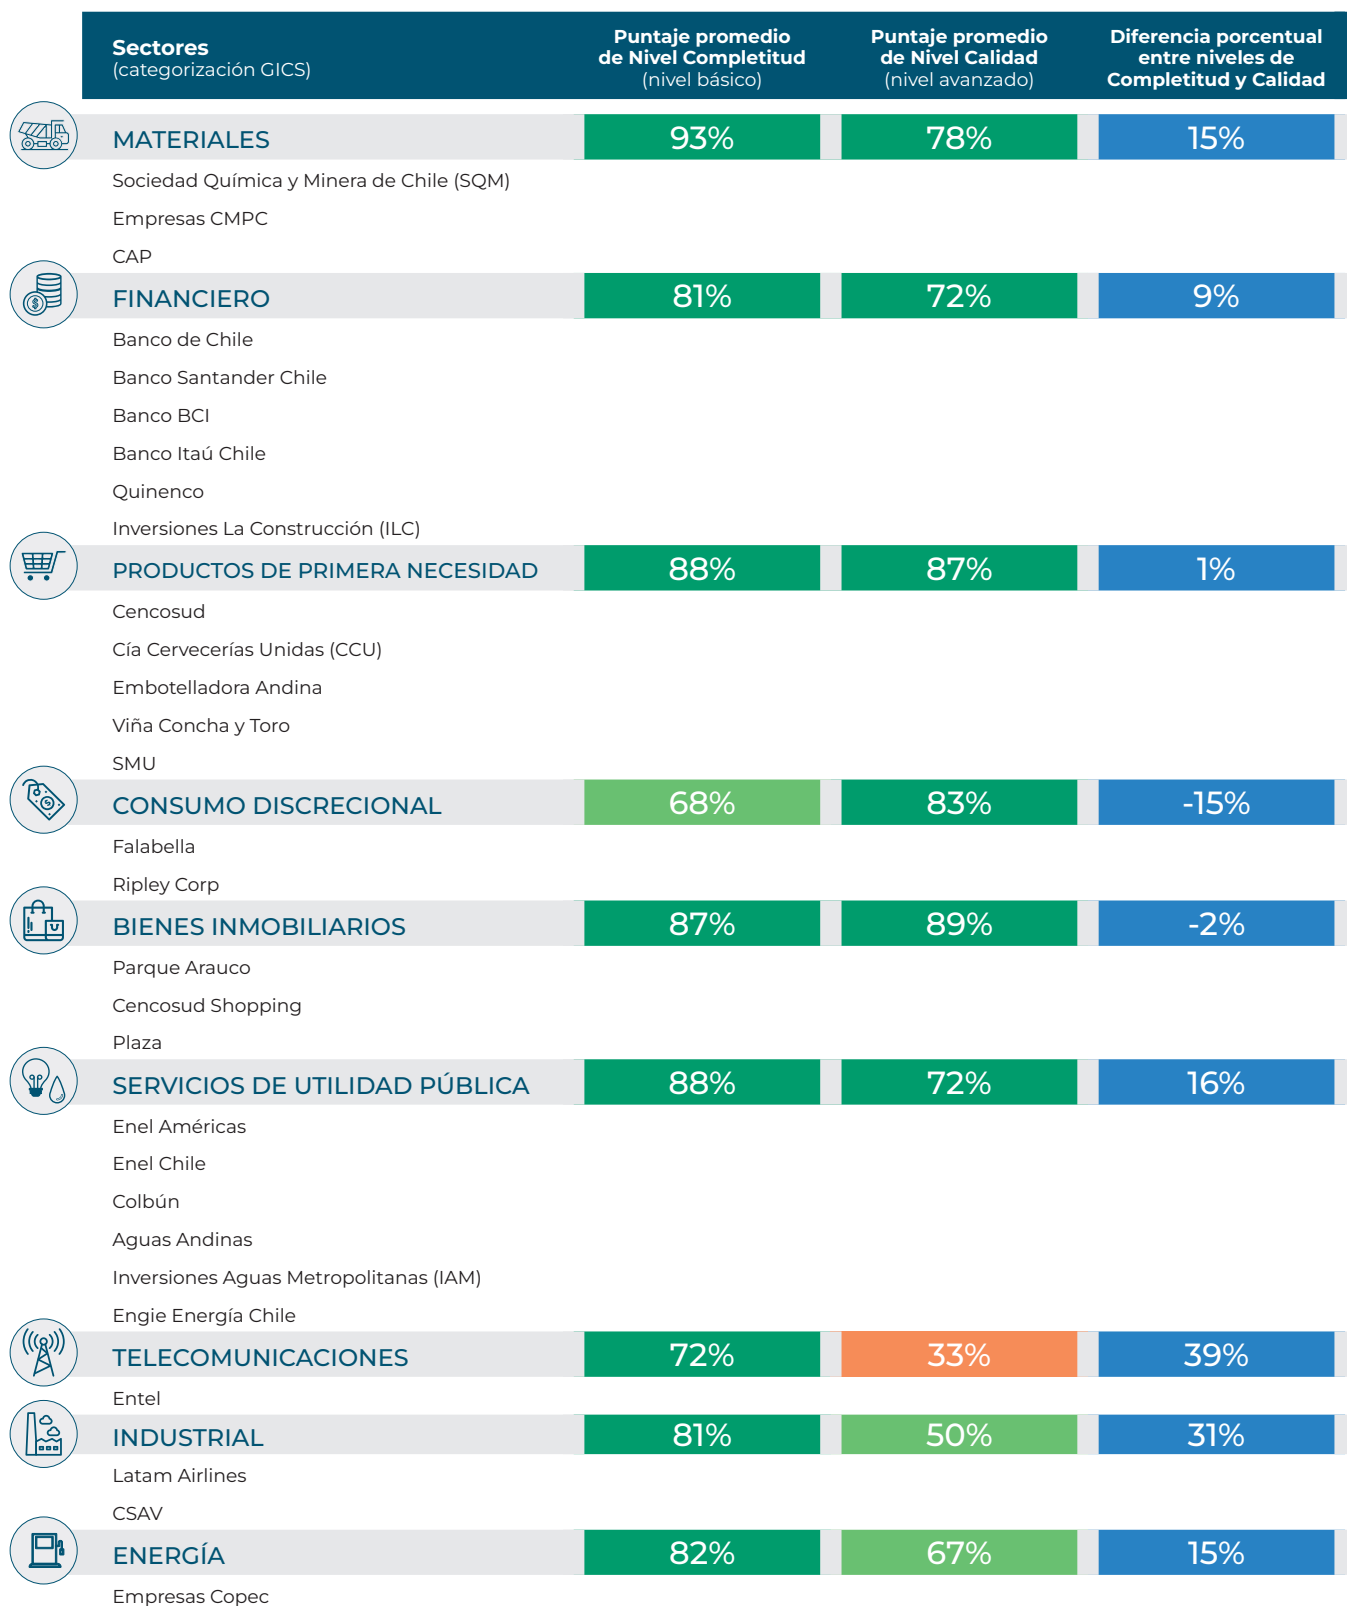 Sectores
(categorización GICS)
Puntaje promedio
de Nivel Completitud
(nivel básico)
Puntaje promedio
de Nivel Calidad
(nivel avanzado)
Diferencia porcentual
entre niveles de
Completitud y Calidad
MATERIALES 93% 78% 15%
Sociedad Química y Minera de Chile (SQM)
Empresas CMPC
CAP
FINANCIERO 81% 72% 9%
Banco de Chile
Banco Santander Chile
Banco BCI
Banco Itaú Chile
Quinenco
Inversiones La Construcción (ILC)
PRODUCTOS DE PRIMERA NECESIDAD 88% 87% 1%
Cencosud
Cía Cervecerías Unidas (CCU)
Embotelladora Andina
Viña Concha y Toro
SMU
CONSUMO DISCRECIONAL 68% 83% -15%
Falabella
Ripley Corp
BIENES INMOBILIARIOS 87% 89% -2%
Parque Arauco
Cencosud Shopping
Plaza
SERVICIOS DE UTILIDAD PÚBLICA 88% 72% 16%
Enel Américas
Enel Chile
Colbún
Aguas Andinas
Inversiones Aguas Metropolitanas (IAM)
Engie Energía Chile
TELECOMUNICACIONES 72% 33% 39%
Entel
INDUSTRIAL 81% 50% 31%
Latam Airlines
CSAV
ENERGÍA 82% 67% 15%
Empresas Copec